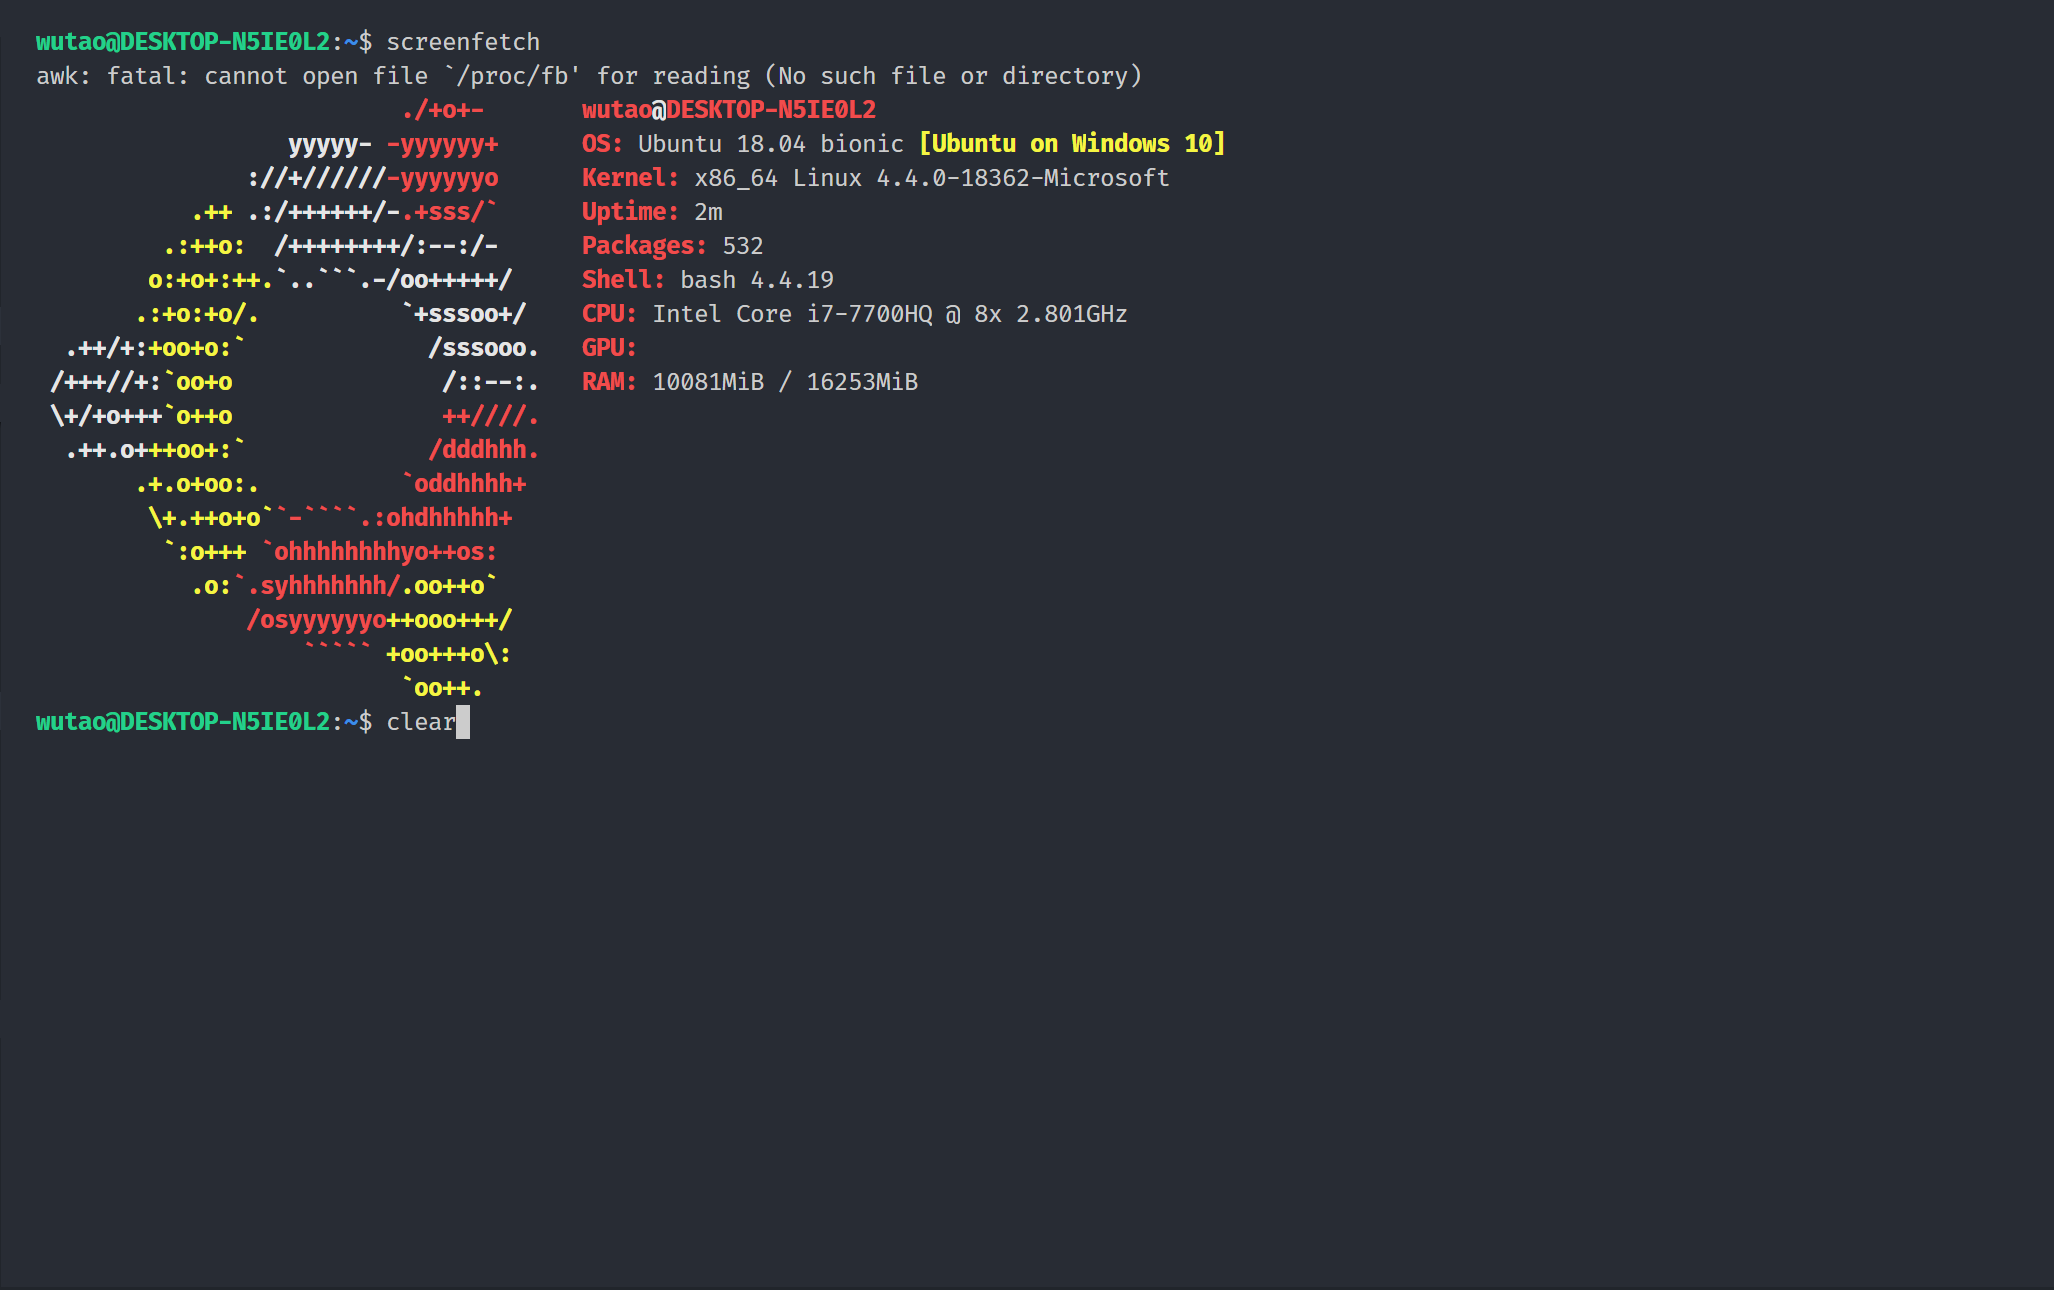 wutao@DESKTOP-N5IE0L2:~$ screenfetch
awk: fatal: cannot open file `/proc/fb' for reading (No such file or directory)
                          ./+o+-       wutao@DESKTOP-N5IE0L2
                  yyyyy- -yyyyyy+      OS: Ubuntu 18.04 bionic [Ubuntu on Windows 10]
               ://+//////-yyyyyyo      Kernel: x86_64 Linux 4.4.0-18362-Microsoft
           .++ .:/++++++/-.+sss/`      Uptime: 2m
         .:++o:  /++++++++/:--:/-      Packages: 532
        o:+o+:++.`..```.-/oo+++++/     Shell: bash 4.4.19
       .:+o:+o/.          `+sssoo+/    CPU: Intel Core i7-7700HQ @ 8x 2.801GHz
  .++/+:+oo+o:`             /sssooo.   GPU:
 /+++//+:`oo+o               /::--:.   RAM: 10081MiB / 16253MiB
 \+/+o+++`o++o               ++////.
  .++.o+++oo+:`             /dddhhh.
       .+.o+oo:.          `oddhhhh+
        \+.++o+o``-````.:ohdhhhhh+
         `:o+++ `ohhhhhhhhyo++os:
           .o:`.syhhhhhhh/.oo++o`
               /osyyyyyyo++ooo+++/
                   ````` +oo+++o\:
                          `oo++.
wutao@DESKTOP-N5IE0L2:~$ clear